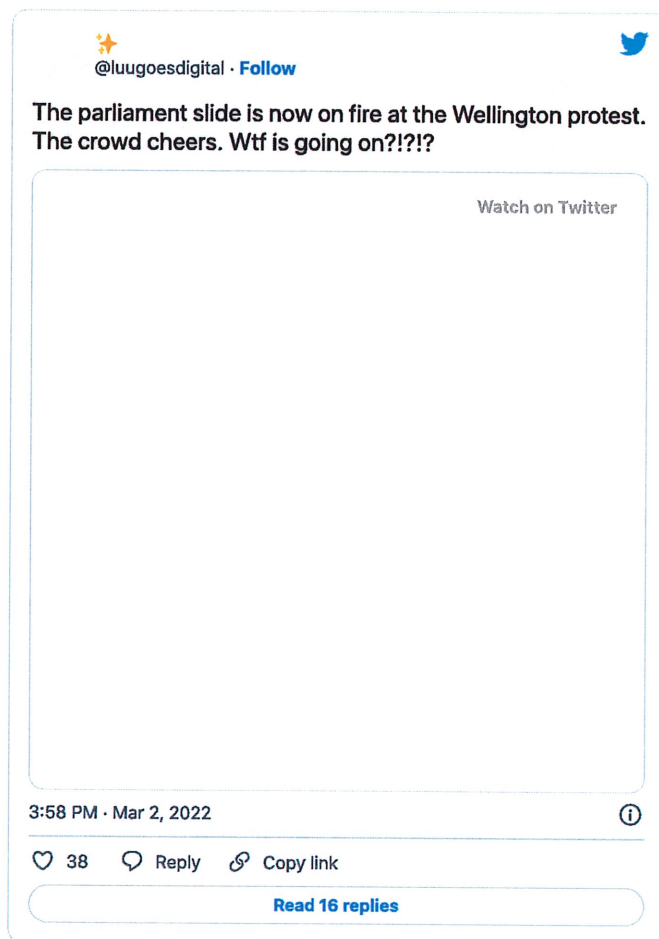 @luugoesdigital · Follow
The parliament slide is now on fire at the Wellington protest.
The crowd cheers. Wtf is going on?!?!?
Watch on Twitter
3:58 PM · Mar 2, 2022
38 Reply Copy link
Read 16 replies